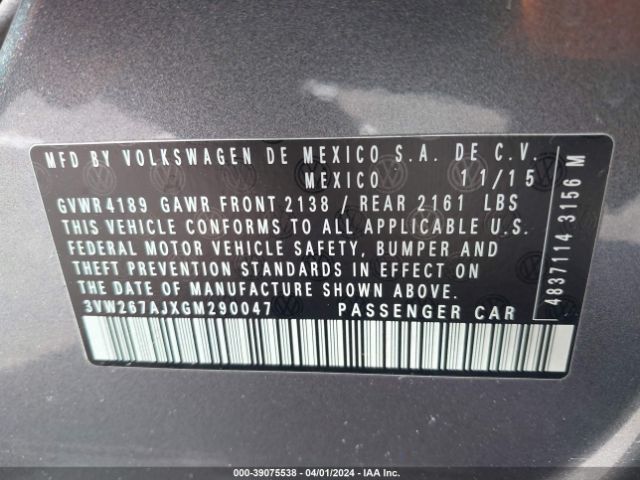 MFD BY VOLKSWAGEN DE MEXICO S.A. DE C.V.
MEXICO 11/15
GVWR 4189 GAWR FRONT 2138 / REAR 2161 LBS
THIS VEHICLE CONFORMS TO ALL APPLICABLE U.S.
FEDERAL MOTOR VEHICLE SAFETY, BUMPER AND
THEFT PREVENTION STANDARDS IN EFFECT ON
THE DATE OF MANUFACTURE SHOWN ABOVE.
3VW267AJXGM290047 PASSENGER CAR
4837114 3156 M
000-39075538 - 04/01/2024 - IAA Inc.